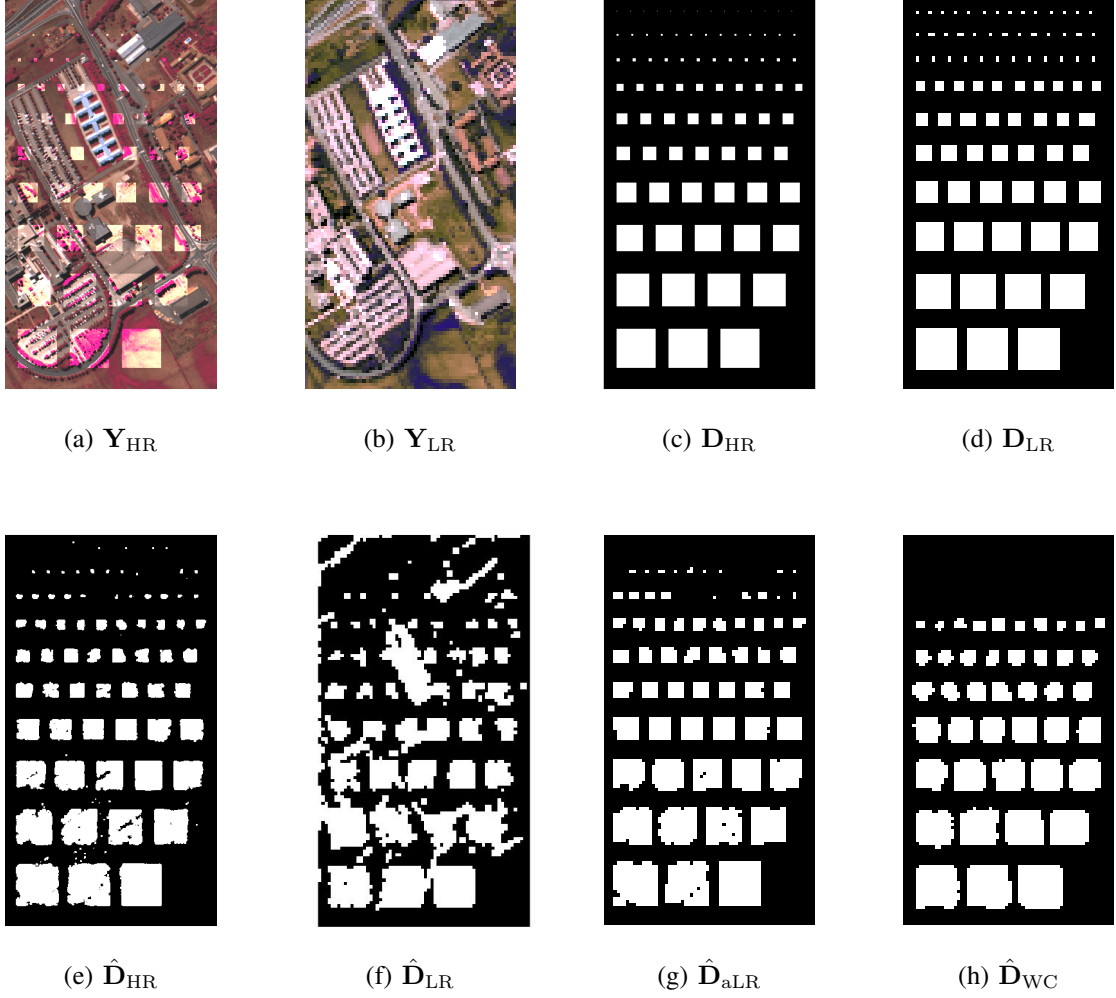 (a) Y_HR (b) Y_LR (c) D_HR (d) D_LR
(e) D̂_HR (f) D̂_LR (g) D̂_aLR (h) D̂_WC